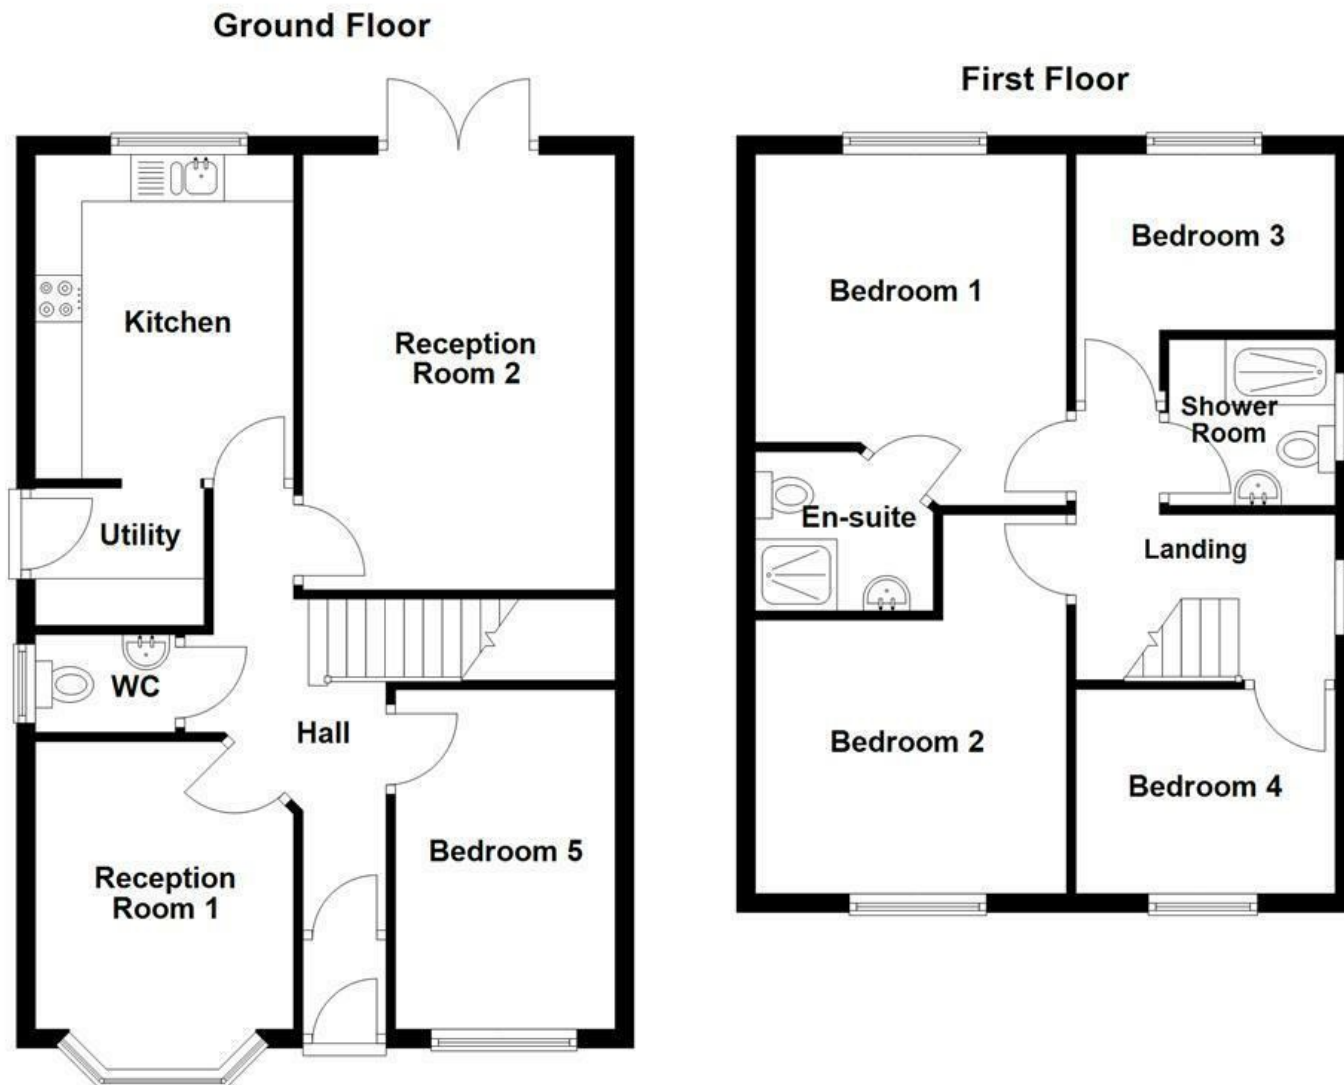 Ground Floor
Kitchen
Reception
Room 2
Utility
WC
Hall
Reception
Room 1
Bedroom 5
First Floor
Bedroom 1
Bedroom 3
Shower
Room
En-suite
Landing
Bedroom 2
Bedroom 4